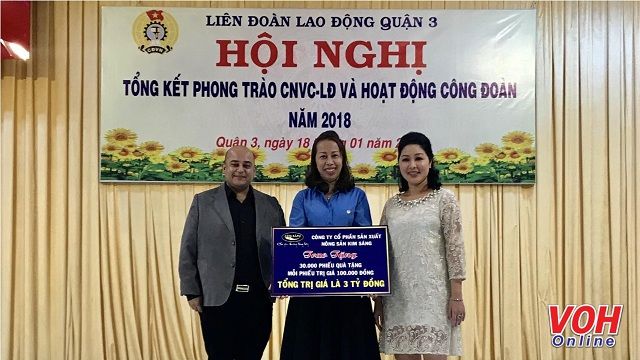 LIÊN ĐOÀN LAO ĐỘNG QUẬN 3
CĐVN
HỘI NGHỊ
TỔNG KẾT PHONG TRÀO CNVC-LĐ VÀ HOẠT ĐỘNG CÔNG ĐOÀN
NĂM 2018
Quận 3, ngày 18 01 năm
CÔNG TY CỔ PHẦN SẢN XUẤT
NÔNG SẢN KIM SÁNG
Trao Tặng
30.000 PHIẾU QUÀ TẶNG
MỖI PHIẾU TRỊ GIÁ 100.000 ĐỒNG
TỔNG TRỊ GIÁ LÀ 3 TỶ ĐỒNG
VOH
Online